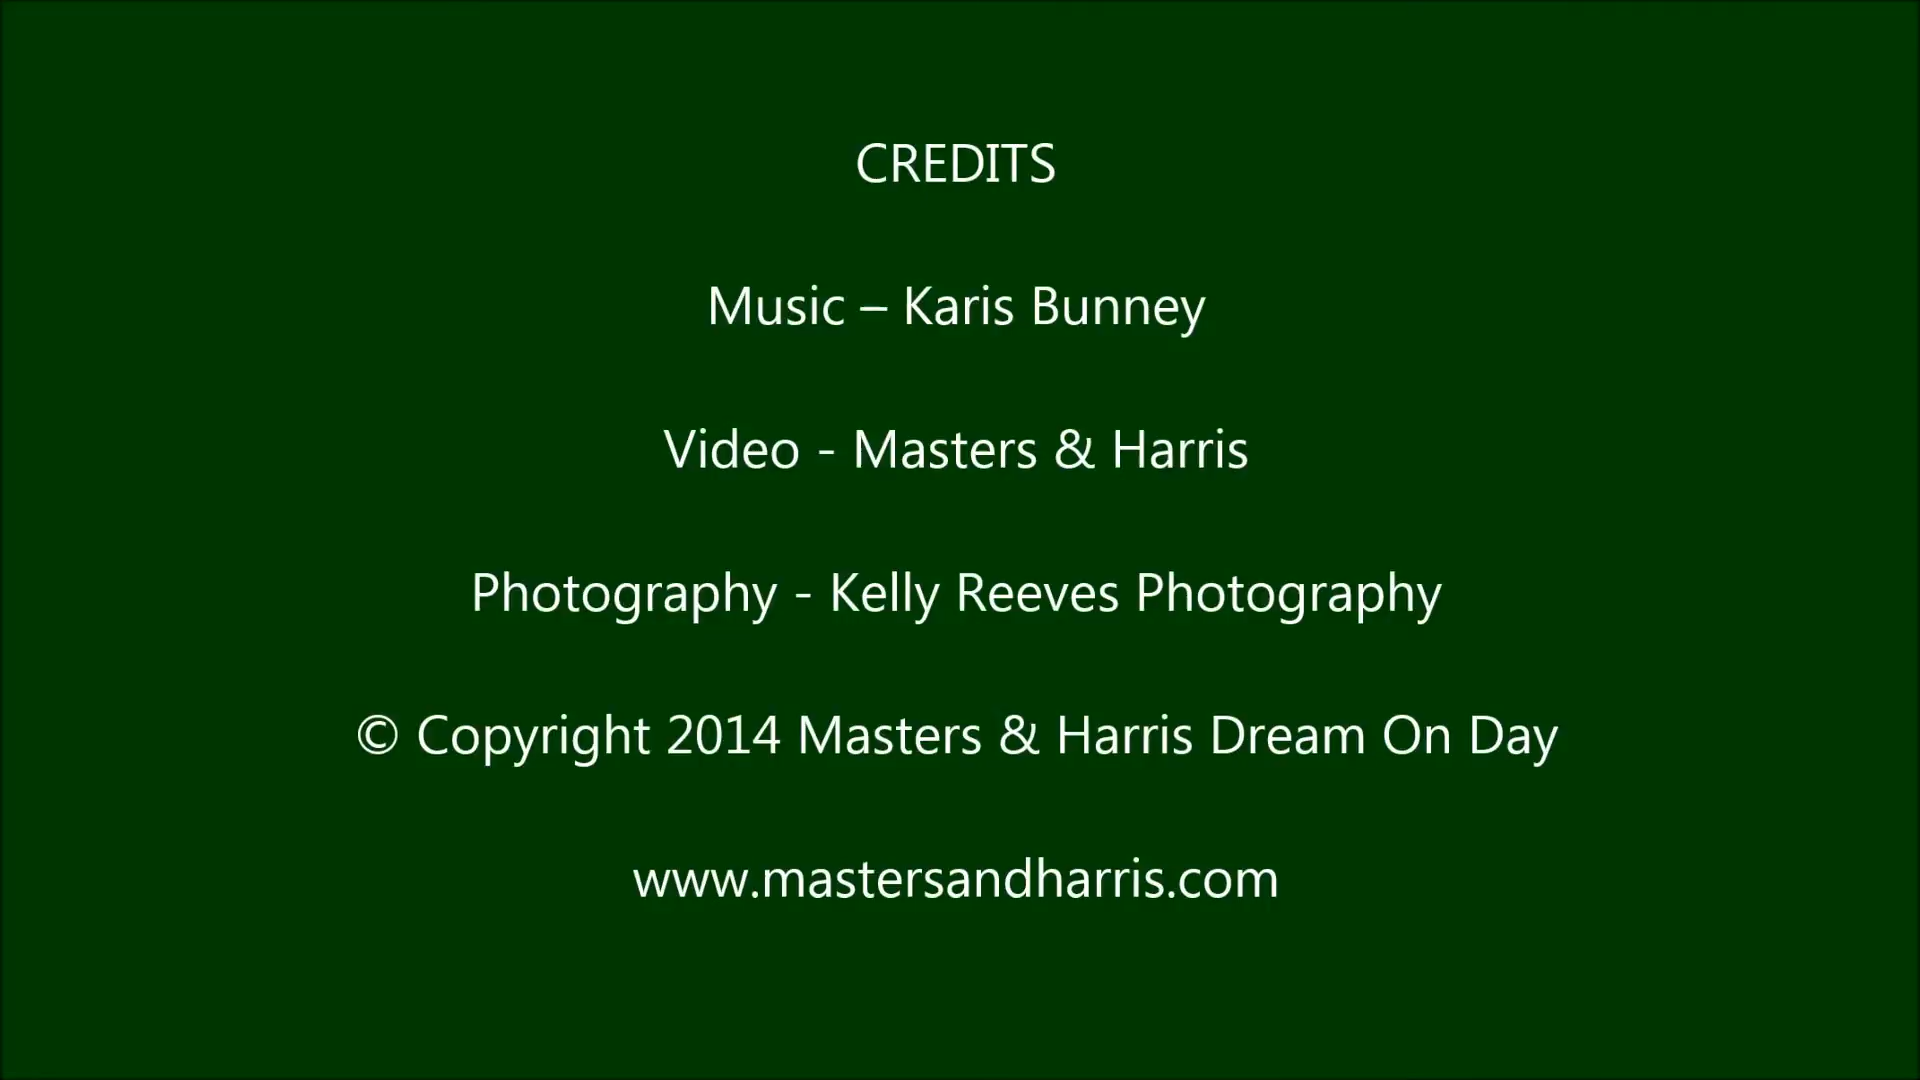 CREDITS
Music – Karis Bunney
Video - Masters & Harris
Photography - Kelly Reeves Photography
© Copyright 2014 Masters & Harris Dream On Day
www.mastersandharris.com